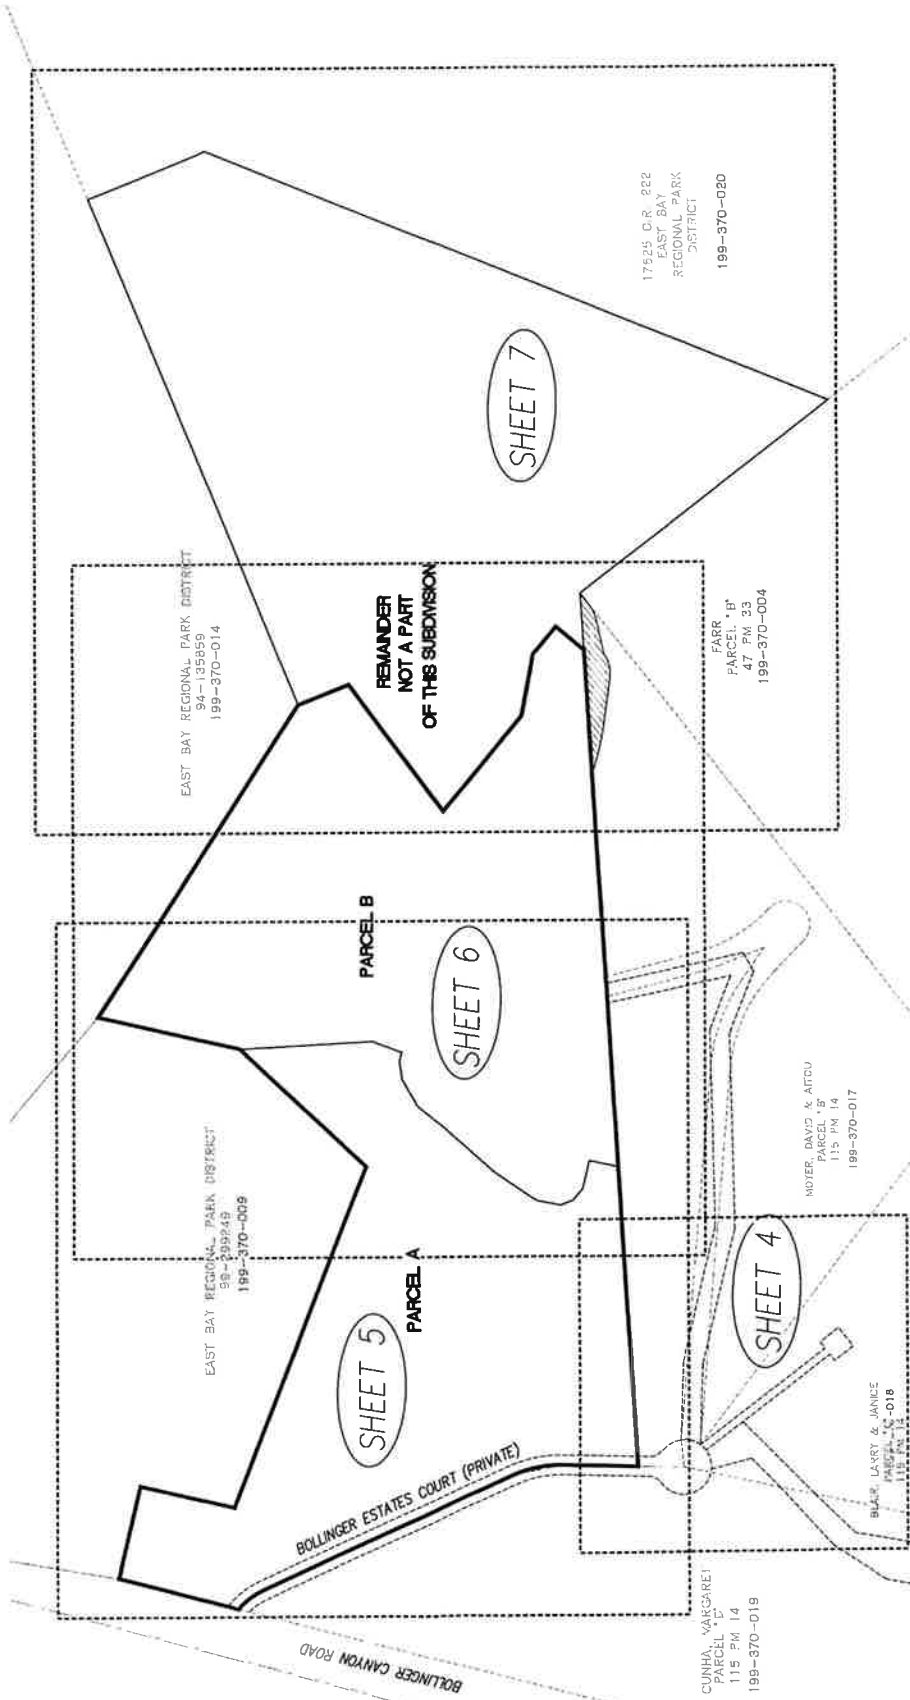 17525 O.R. 222
EAST BAY
REGIONAL PARK
DISTRICT
199-370-020
SHEET 7
EAST BAY REGIONAL PARK DISTRICT
94-135859
199-370-014
REMAINDER
NOT A PART
OF THIS SUBDIVISION
FARR
PARCEL "B"
47 PM 33
199-370-004
PARCEL B
SHEET 6
EAST BAY REGIONAL PARK DISTRICT
98-299249
199-370-009
PARCEL A
SHEET 5
MOYER, DAVID &
PARCEL "B"
115 PM 14
199-370-017
SHEET 4
BLAIR, LARRY & JANICE
-018
115 PM 14
BOLLINGER ESTATES COURT (PRIVATE)
CUNHA, MARGARET
PARCEL "D"
115 PM 14
199-370-019
BOLLINGER CANYON ROAD